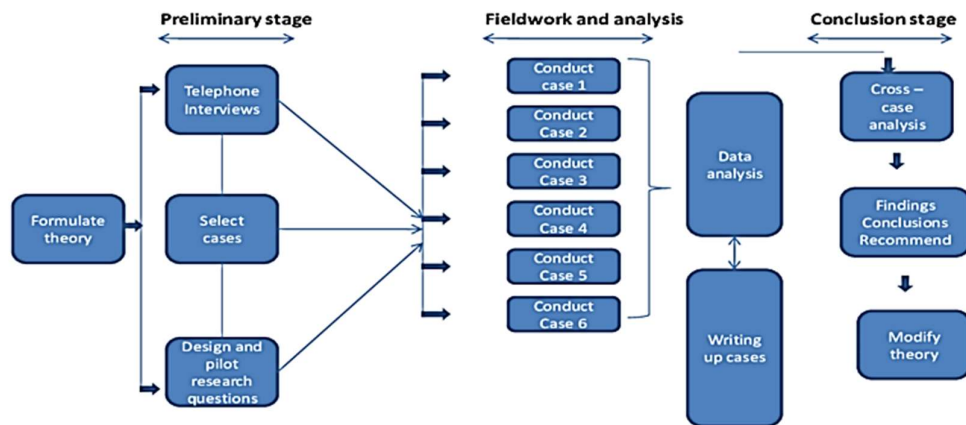 Preliminary stage
Fieldwork and analysis
Conclusion stage
Formulate
theory
Telephone
Interviews
Select
cases
Design and
pilot
research
questions
Conduct
case 1
Conduct
Case 2
Conduct
Case 3
Conduct
Case 4
Conduct
Case 5
Conduct
Case 6
Data
analysis
Writing
up cases
Cross –
case
analysis
Findings
Conclusions
Recommend
Modify
theory